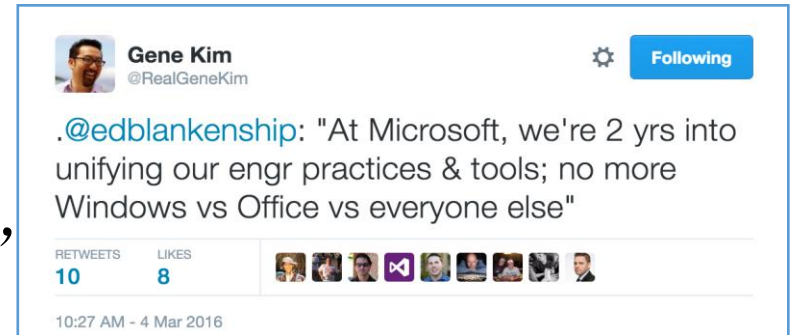 Gene Kim
@RealGeneKim
Following
.@edblankenship: "At Microsoft, we're 2 yrs into
unifying our engr practices & tools; no more
Windows vs Office vs everyone else"
RETWEETS LIKES
10 8
10:27 AM - 4 Mar 2016
,